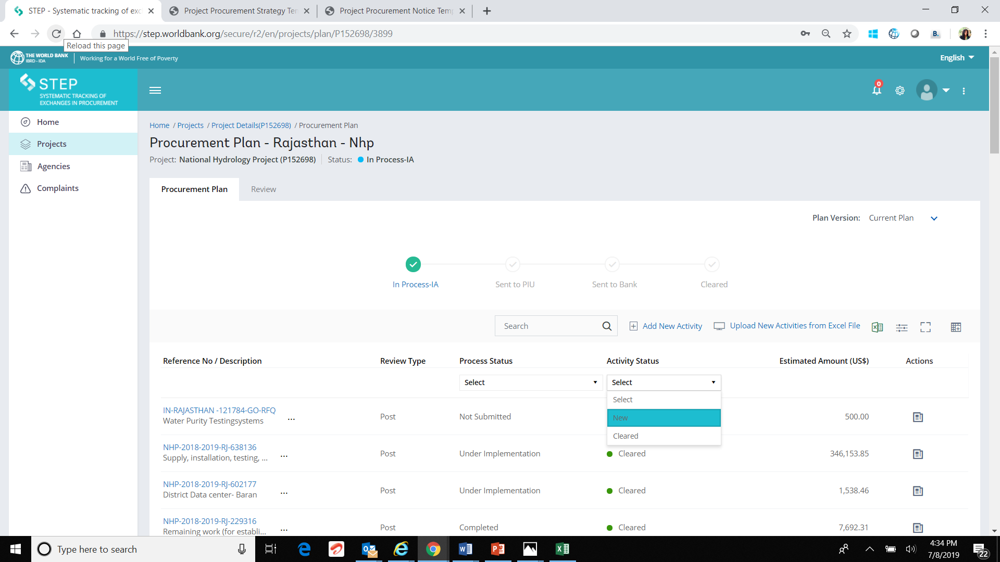 STEP - Systematic tracking of exc
Project Procurement Strategy Ten
Project Procurement Notice Temp
https://step.worldbank.org/secure/r2/en/projects/plan/P152698/3899
B.
Reload this page
THE WORLD BANK
IBRD - IDA
Working for a World Free of Poverty
English
STEP
SYSTEMATIC TRACKING OF
EXCHANGES IN PROCUREMENT
0
Home
Projects
Agencies
Complaints
Home / Projects / Project Details(P152698) / Procurement Plan
Procurement Plan - Rajasthan - Nhp
Project: National Hydrology Project (P152698) Status: In Process-IA
Procurement Plan Review
Plan Version: Current Plan
In Process-IA Sent to PIU Sent to Bank Cleared
Search Add New Activity Upload New Activities from Excel File
Reference No / Description Review Type Process Status Activity Status Estimated Amount (US$) Actions
Select Select
Select
New
Cleared
IN-RAJASTHAN -121784-GO-RFQ
Water Purity Testingsystems ... Post Not Submitted 500.00
NHP-2018-2019-RJ-638136
Supply, installation, testing, ... ... Post Under Implementation Cleared 346,153.85
NHP-2018-2019-RJ-602177
District Data center- Baran ... Post Under Implementation Cleared 1,538.46
NHP-2018-2019-RJ-229316
Remaining work (for establi... ... Post Completed Cleared 7,692.31
Type here to search
4:34 PM
7/8/2019
22